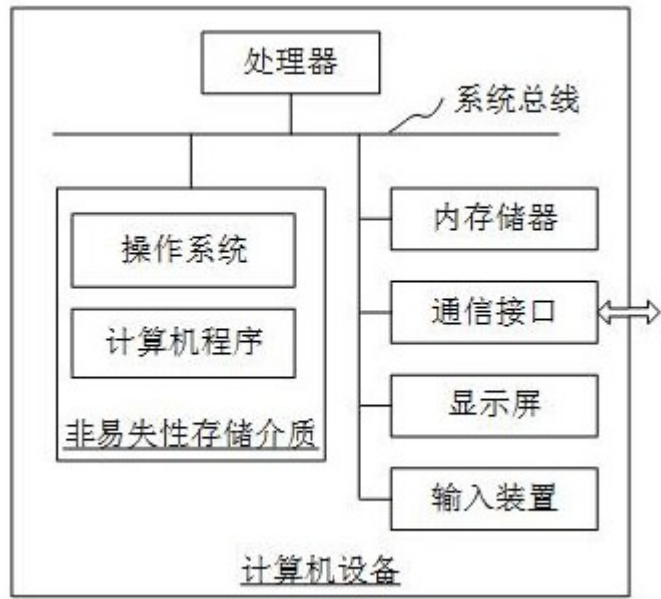 处理器
系统总线
操作系统
计算机程序
非易失性存储介质
内存储器
通信接口
显示屏
输入装置
计算机设备